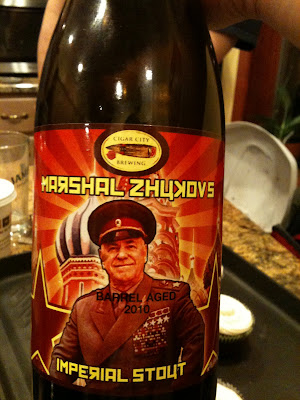 CIGAR CITY
BREWING
MARSHAL ZHUKOVS
BARREL AGED
2010
IMPERIAL STOUT